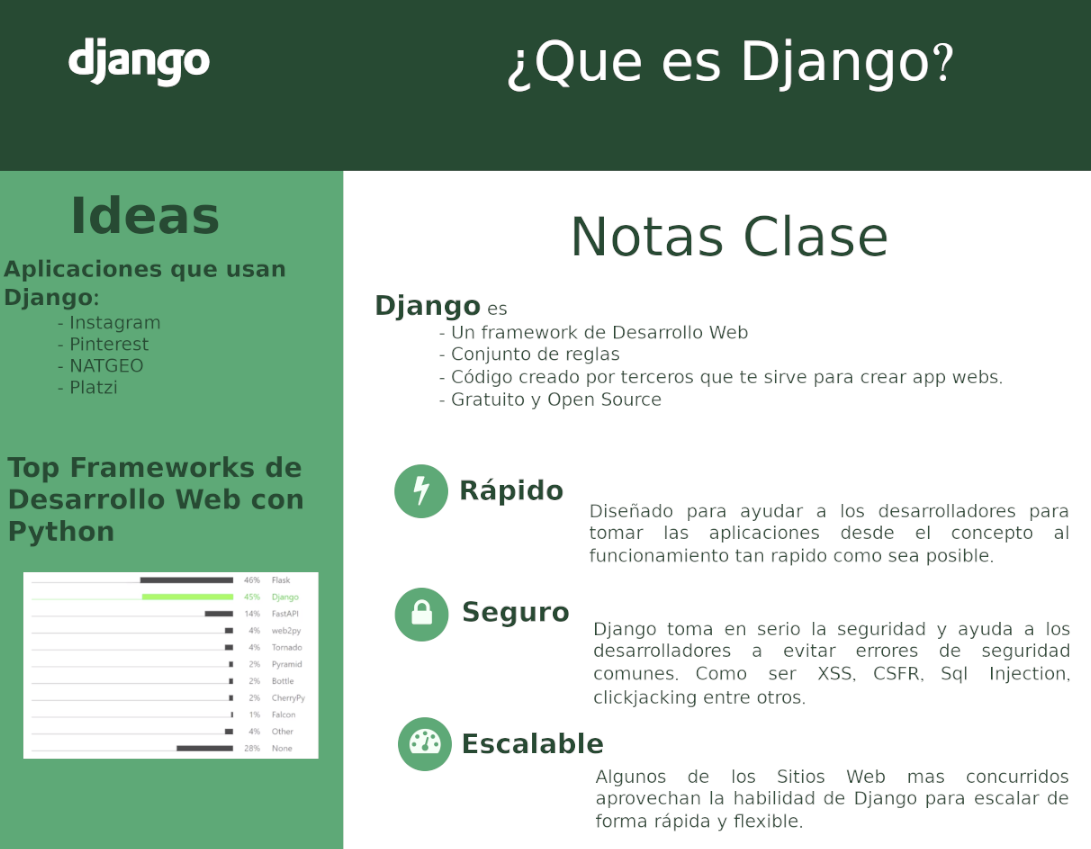 django
¿Que es Django?
Ideas
Aplicaciones que usan
Django:
- Instagram
- Pinterest
- NATGEO
- Platzi
Top Frameworks de
Desarrollo Web con
Python
46% Flask
45% Django
14% FastAPI
4% web2py
4% Tornado
2% Pyramid
2% Bottle
2% CherryPy
1% Falcon
4% Other
28% None
Notas Clase
Django es
- Un framework de Desarrollo Web
- Conjunto de reglas
- Código creado por terceros que te sirve para crear app webs.
- Gratuito y Open Source
Rápido
Diseñado para ayudar a los desarrolladores para
tomar las aplicaciones desde el concepto al
funcionamiento tan rapido como sea posible.
Seguro
Django toma en serio la seguridad y ayuda a los
desarrolladores a evitar errores de seguridad
comunes. Como ser XSS, CSFR, Sql Injection,
clickjacking entre otros.
Escalable
Algunos de los Sitios Web mas concurridos
aprovechan la habilidad de Django para escalar de
forma rápida y flexible.